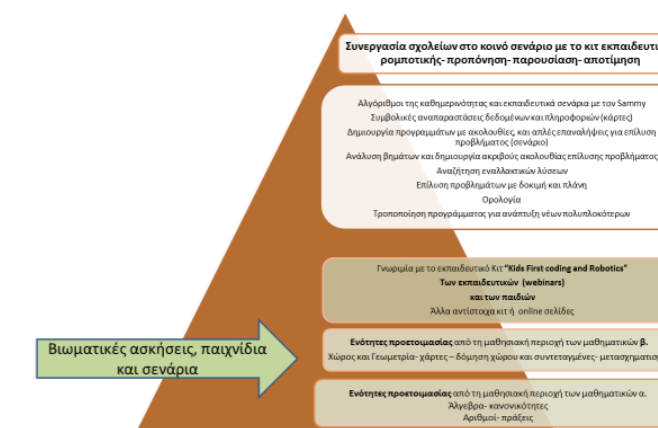 Συνεργασία σχολείων στο κοινό σενάριο με το κιτ εκπαιδευτι
ρομποτικής- προπόνηση- παρουσίαση- αποτίμηση
Αλγόριθμοι της καθημερινότητας και εκπαιδευτικά σενάρια με τον Sammy
Συμβολικές αναπαραστάσεις δεδομένων και πληροφοριών (κάρτες)
Δημιουργία προγραμμάτων με ακολουθίες, και απλές επαναλήψεις για επίλυση
προβλήματος (σενάριο)
Ανάλυση βημάτων και δημιουργία ακριβούς ακολουθίας επίλυσης προβλήματος
Αναζήτηση εναλλακτικών λύσεων
Επίλυση προβλημάτων με δοκιμή και πλάνη
Ορολογία
Τροποποίηση προγράμματος για ανάπτυξη νέων πολυπλοκότερων
Γνωριμία με το εκπαιδευτικό Κιτ "Kids First coding and Robotics"
Των εκπαιδευτικών (webinars)
και των παιδιών
Άλλα αντίστοιχα κιτ ή online σελίδες
Βιωματικές ασκήσεις, παιχνίδια
και σενάρια
Ενότητες προετοιμασίας από τη μαθησιακή περιοχή των μαθηματικών β.
Χώρος και Γεωμετρία- χάρτες – δόμηση χώρου και συντεταγμένες- μετασχηματισ
Ενότητες προετοιμασίας από τη μαθησιακή περιοχή των μαθηματικών α.
Άλγεβρα- κανονικότητες
Αριθμοί- πράξεις